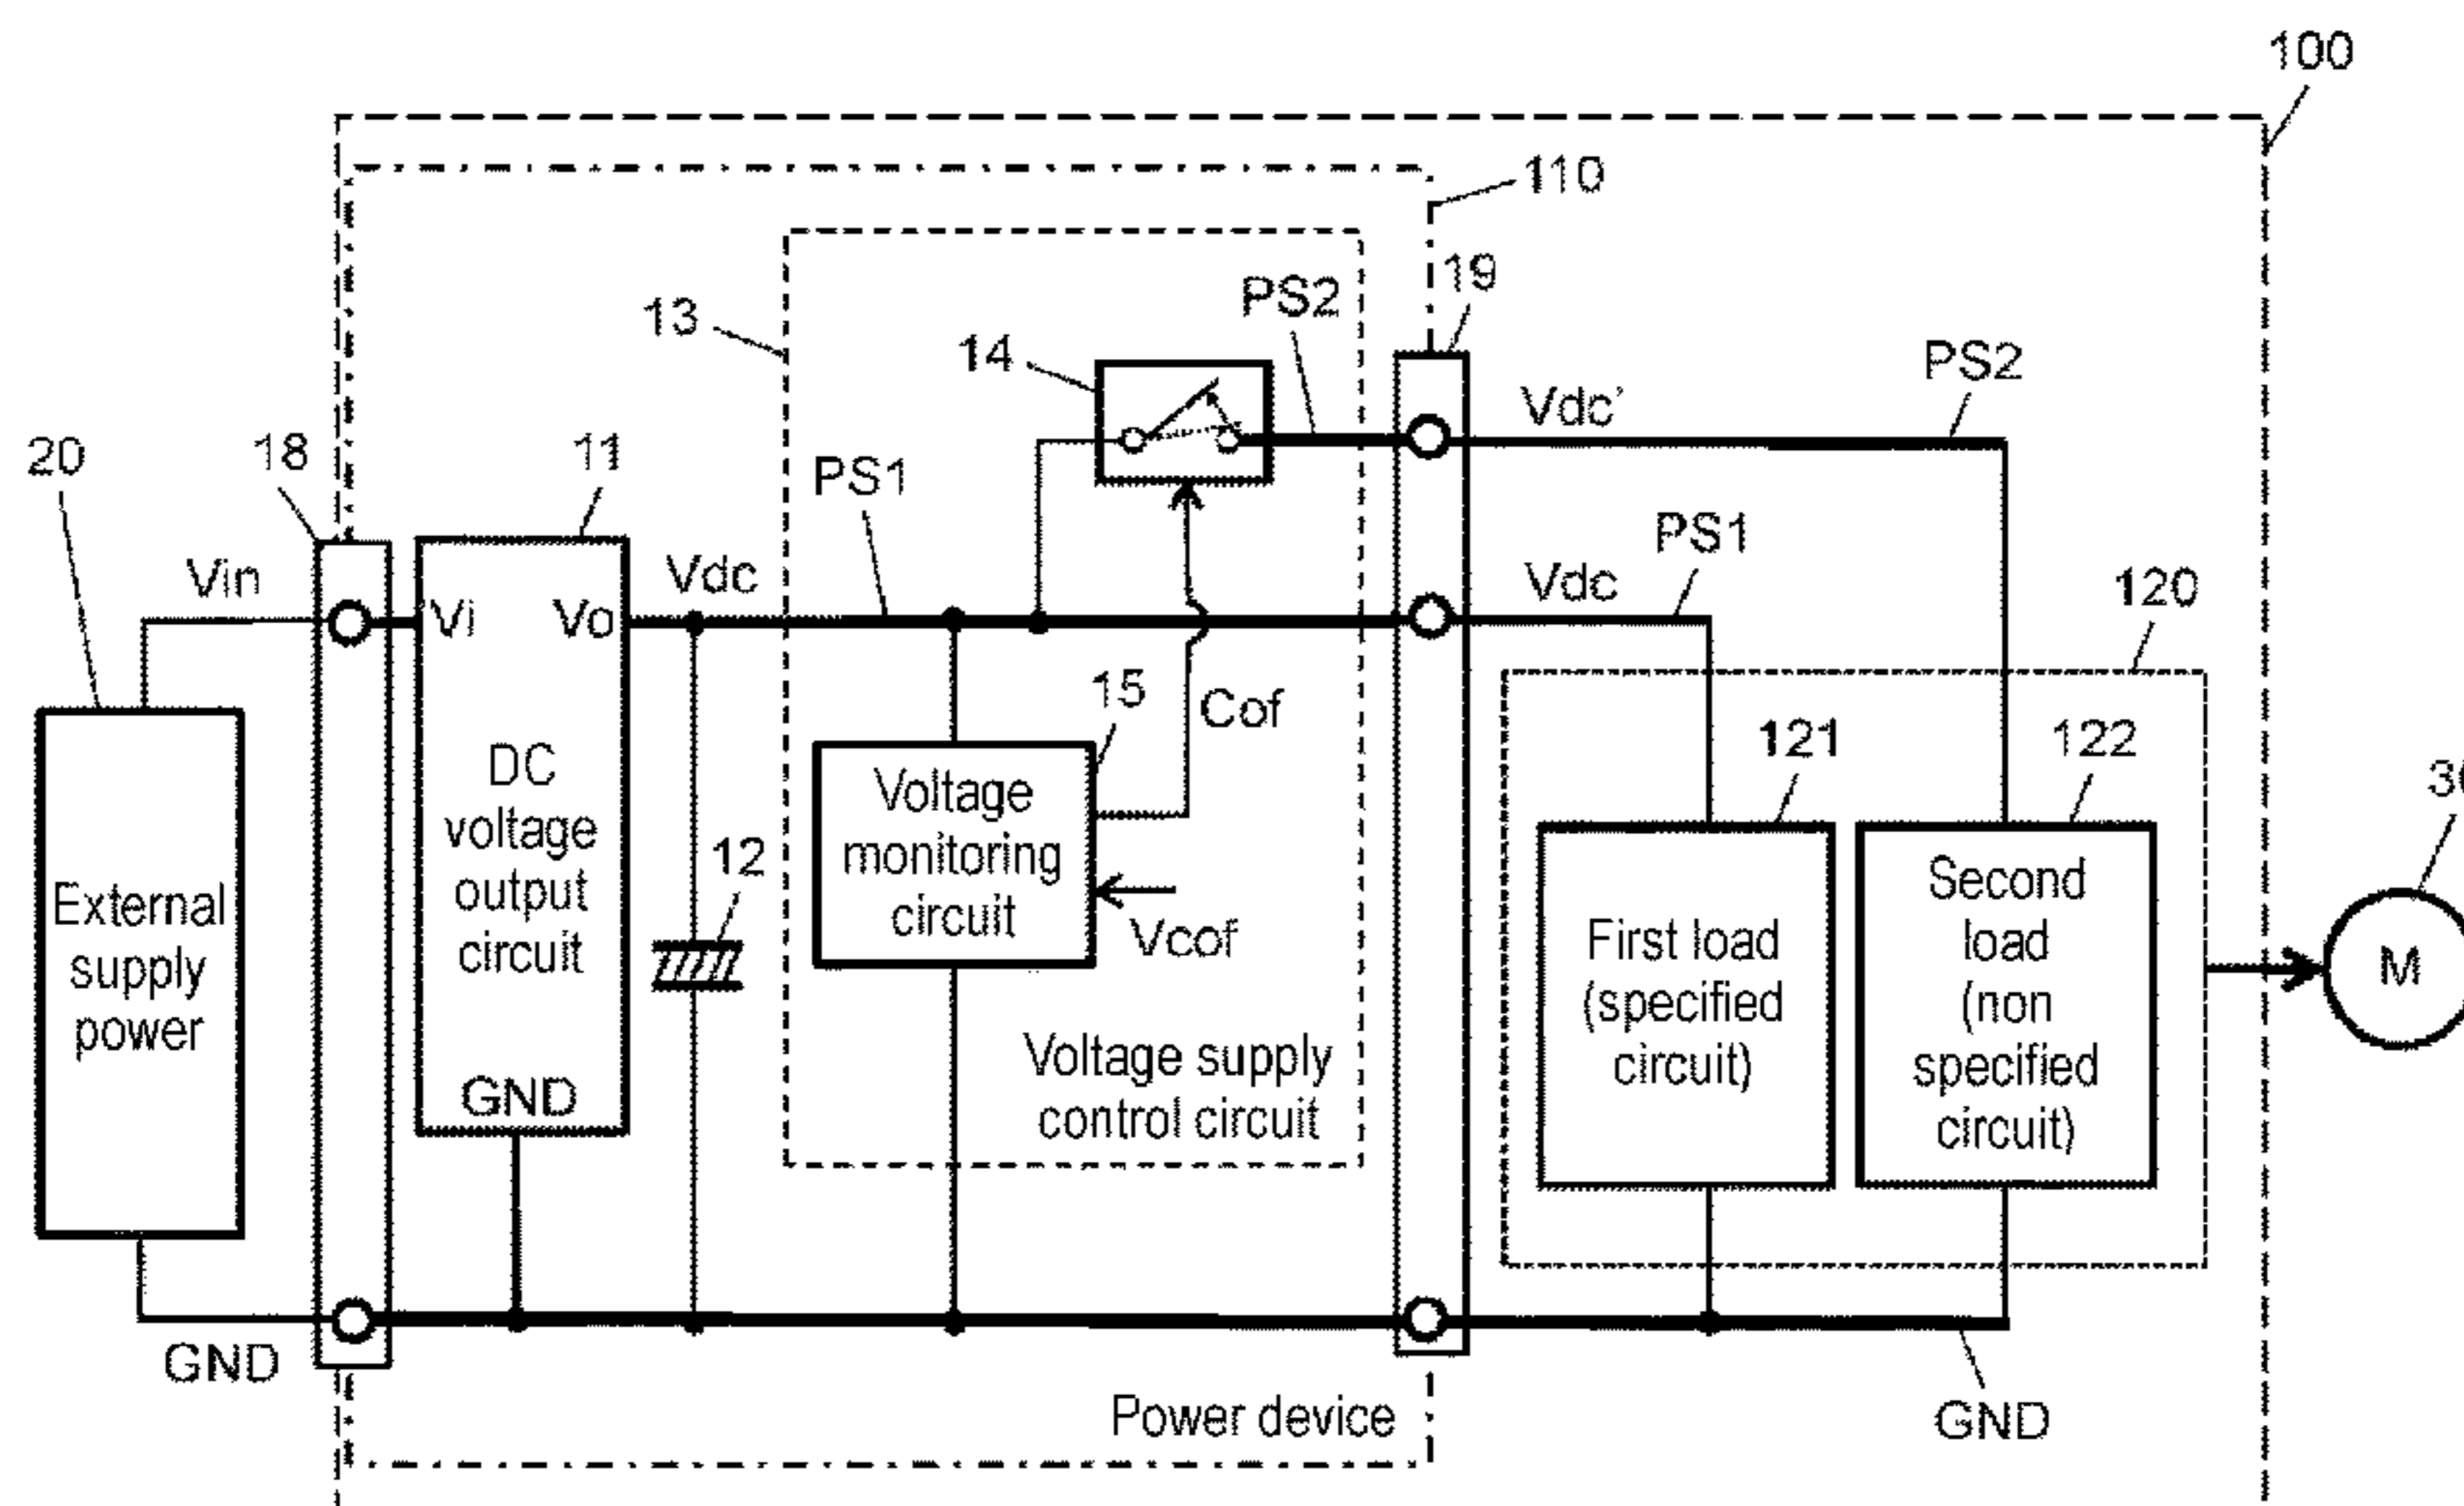 100
110
19
PS2
13
14
PS2
Vdc'
20
18
11
PS1
PS1
Vin
Vdc
Vdc
120
Vi
Vo
15
Cof
121
122
DC
voltage
output
circuit
Voltage
monitoring
circuit
12
Vcof
External
supply
power
First load
(specified
circuit)
Second
load
(non
specified
circuit)
M
GND
Voltage supply
control circuit
GND
Power device
GND